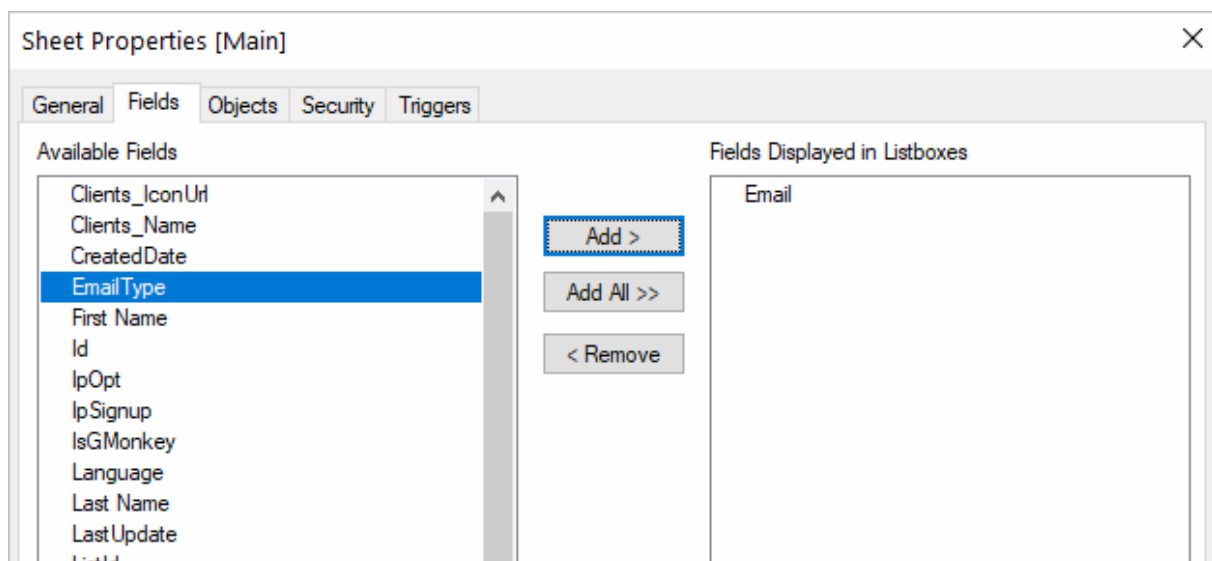 Sheet Properties [Main]
General Fields Objects Security Triggers
Available Fields
Fields Displayed in Listboxes
Clients_IconUrl
Clients_Name
CreatedDate
EmailType
First Name
Id
IpOpt
IpSignup
IsGMonkey
Language
Last Name
LastUpdate
Add >
Add All >>
< Remove
Email